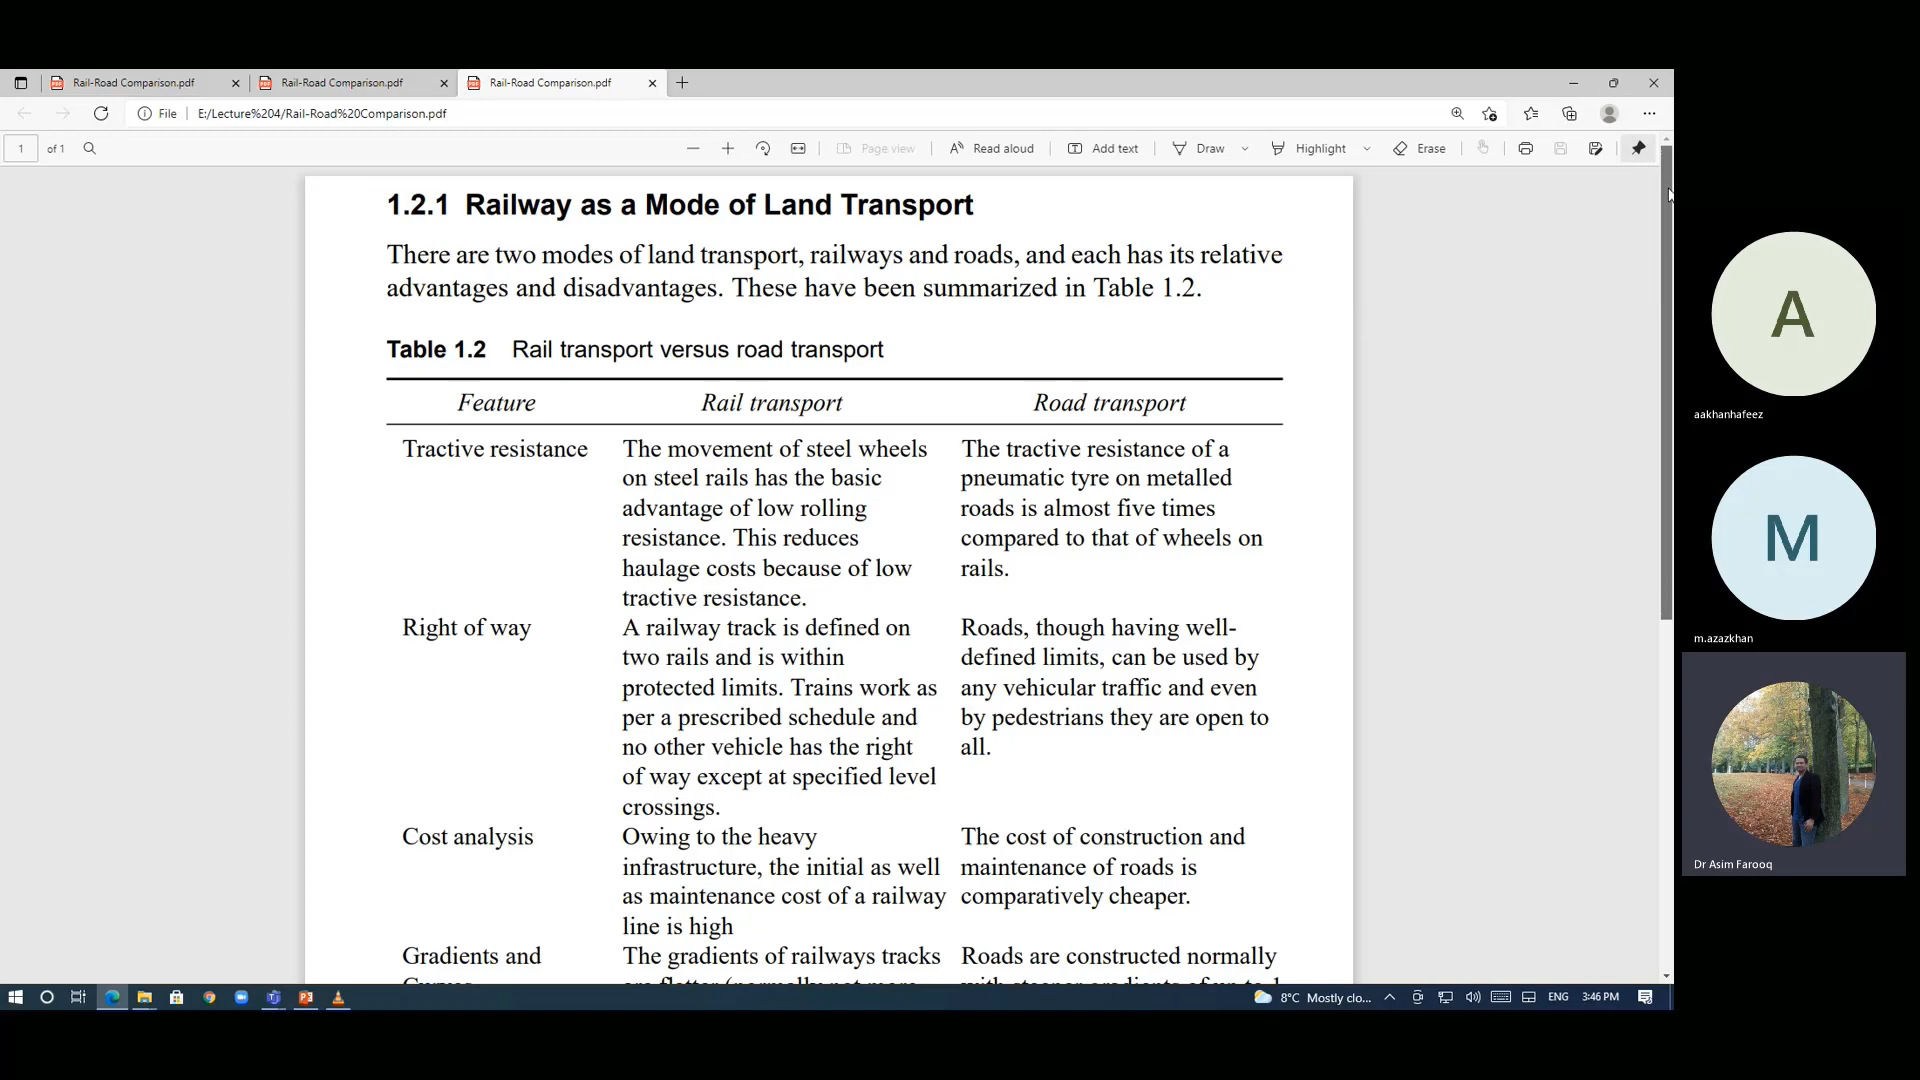 Rail-Road Comparison.pdf
Rail-Road Comparison.pdf
Rail-Road Comparison.pdf
File
E:/Lecture%204/Rail-Road%20Comparison.pdf
1
of 1
Page view
Read aloud
Add text
Draw
Highlight
Erase
1.2.1 Railway as a Mode of Land Transport
There are two modes of land transport, railways and roads, and each has its relative
advantages and disadvantages. These have been summarized in Table 1.2.
Table 1.2 Rail transport versus road transport
Feature
Rail transport
Road transport
Tractive resistance
The movement of steel wheels
on steel rails has the basic
advantage of low rolling
resistance. This reduces
haulage costs because of low
tractive resistance.
The tractive resistance of a
pneumatic tyre on metalled
roads is almost five times
compared to that of wheels on
rails.
Right of way
A railway track is defined on
two rails and is within
protected limits. Trains work as
per a prescribed schedule and
no other vehicle has the right
of way except at specified level
crossings.
Roads, though having well-
defined limits, can be used by
any vehicular traffic and even
by pedestrians they are open to
all.
Cost analysis
Owing to the heavy
infrastructure, the initial as well
as maintenance cost of a railway
line is high
The cost of construction and
maintenance of roads is
comparatively cheaper.
Gradients and
The gradients of railways tracks
Roads are constructed normally
A
aakhanhafeez
M
m.azazkhan
Dr Asim Farooq
8°C Mostly clo...
ENG
3:46 PM